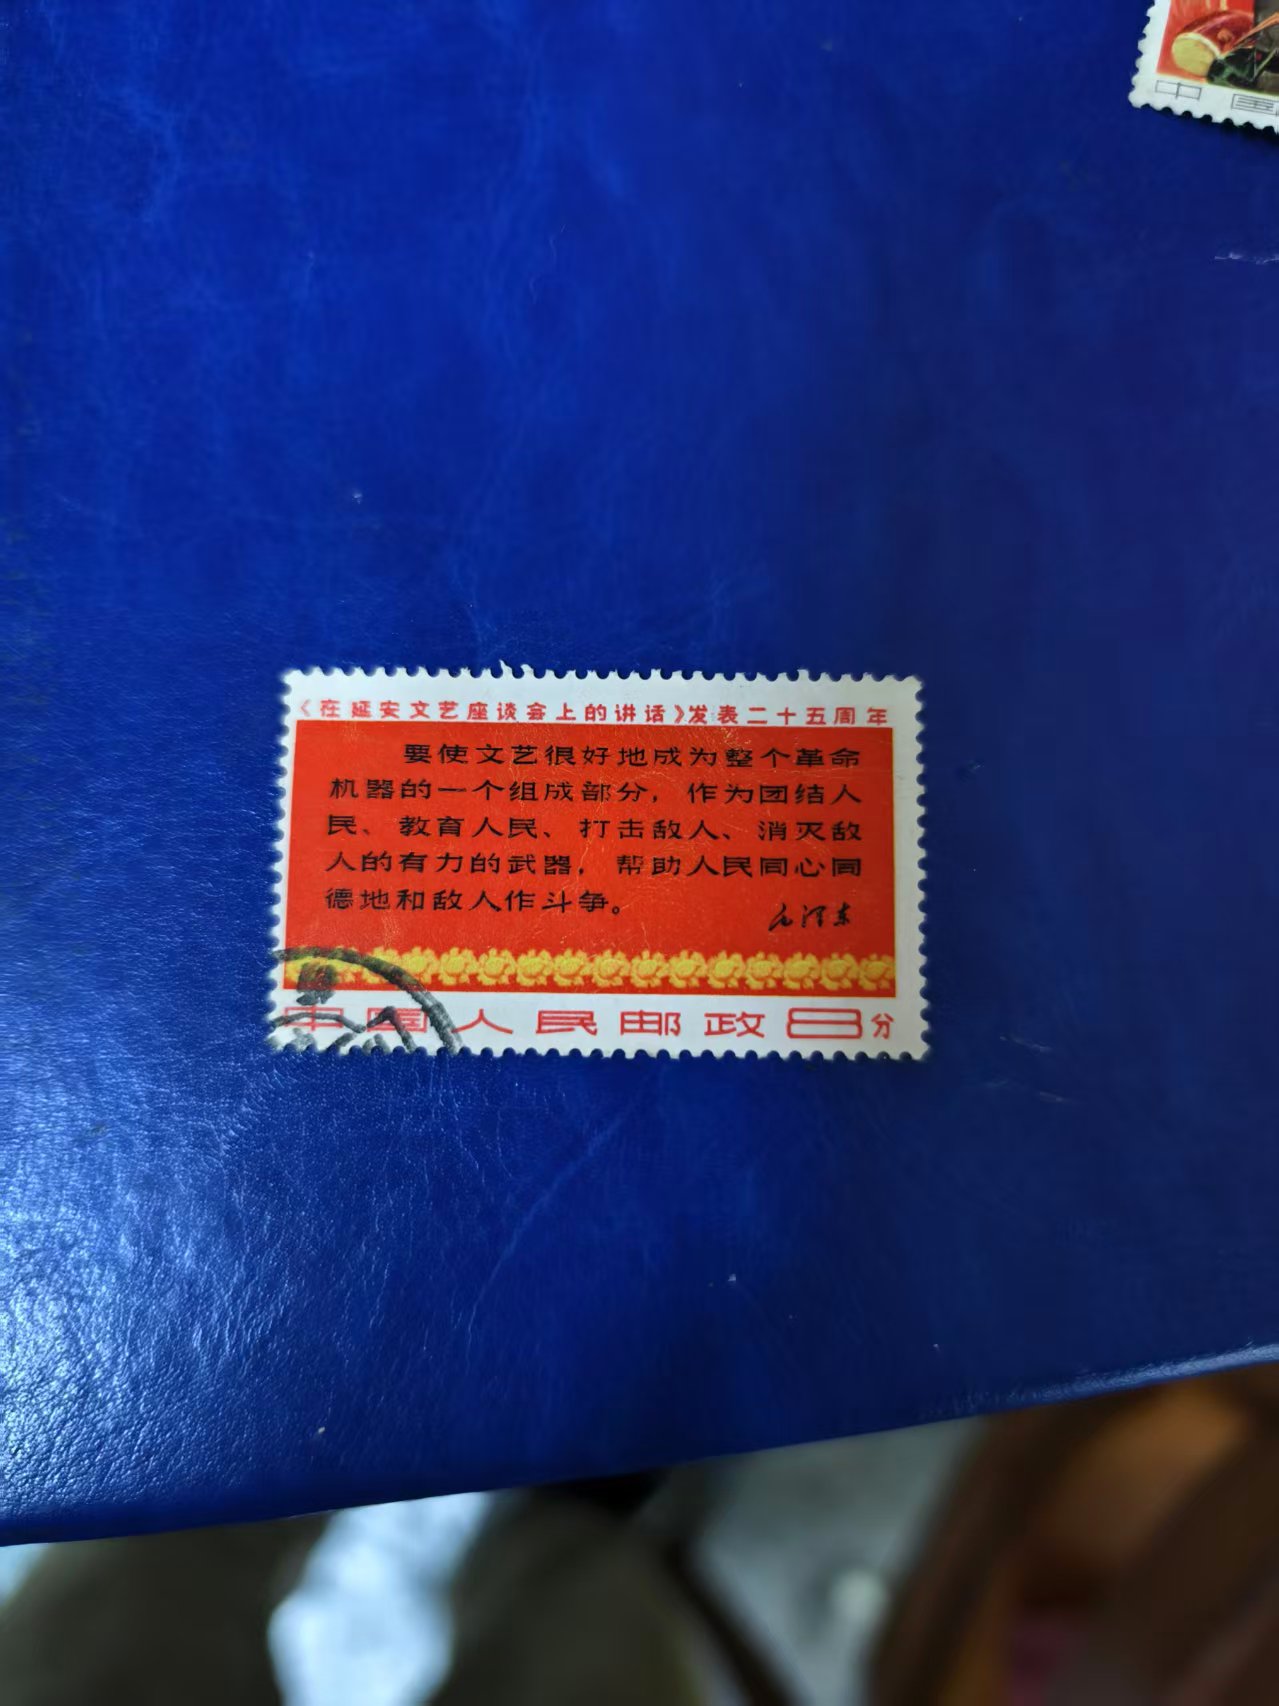 中国
《在延安文艺座谈会上的讲话》发表二十五周年
要使文艺很好地成为整个革命
机器的一个组成部分，作为团结人
民、教育人民、打击敌人、消灭敌
人的有力的武器，帮助人民同心同
德地和敌人作斗争。
毛泽东
中国人民邮政8分